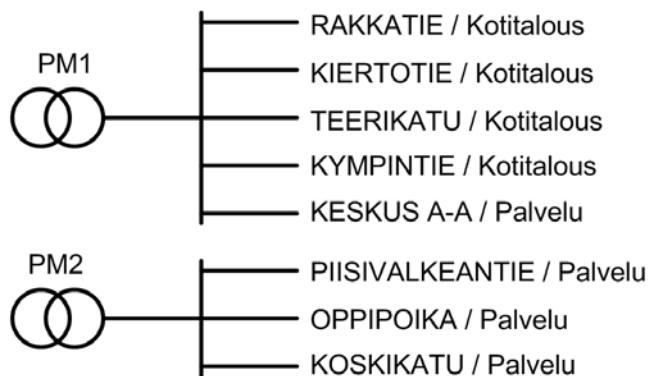 PM1
RAKKATIE / Kotitalous
KIERTOTIE / Kotitalous
TEERIKATU / Kotitalous
KYMPINTIE / Kotitalous
KESKUS A-A / Palvelu
PM2
PIISIVALKEANTIE / Palvelu
OPPIPOIKA / Palvelu
KOSKIKATU / Palvelu